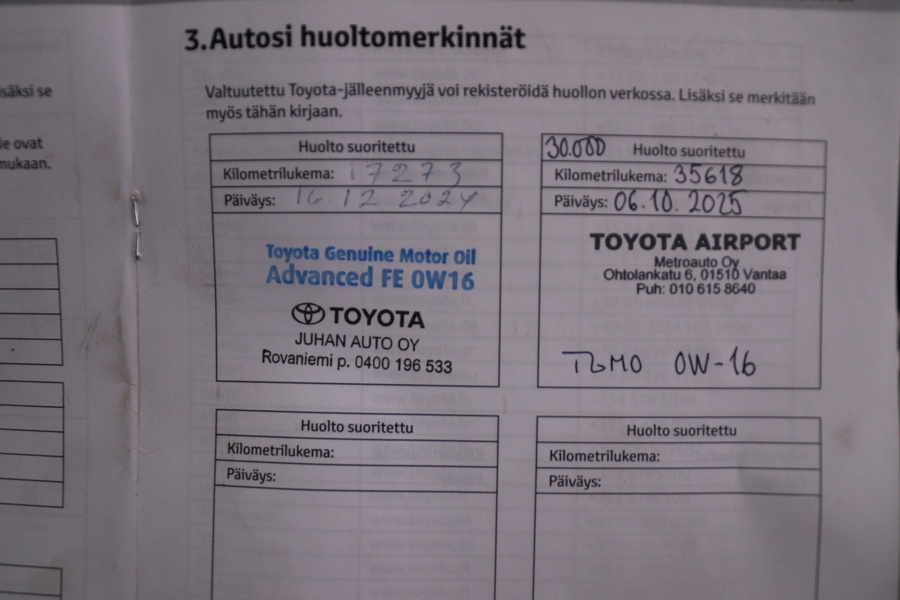 säksi se
le ovat
mukaan.
3.Autosi huoltomerkinnät
Valtuutettu Toyota-jälleenmyyjä voi rekisteröidä huollon verkossa. Lisäksi se merkitään
myös tähän kirjaan.
Huolto suoritettu
Kilometrilukema: 17273
Päiväys: 16.12 2024
Toyota Genuine Motor Oil
Advanced FE 0W16
TOYOTA
JUHAN AUTO OY
Rovaniemi p. 0400 196 533
30.000 Huolto suoritettu
Kilometrilukema: 35618
Päiväys: 06.10. 2025
TOYOTA AIRPORT
Metroauto Oy
Ohtolankatu 6, 01510 Vantaa
Puh: 010 615 8640
0W-16
Huolto suoritettu
Kilometrilukema:
Päiväys:
Huolto suoritettu
Kilometrilukema:
Päiväys: